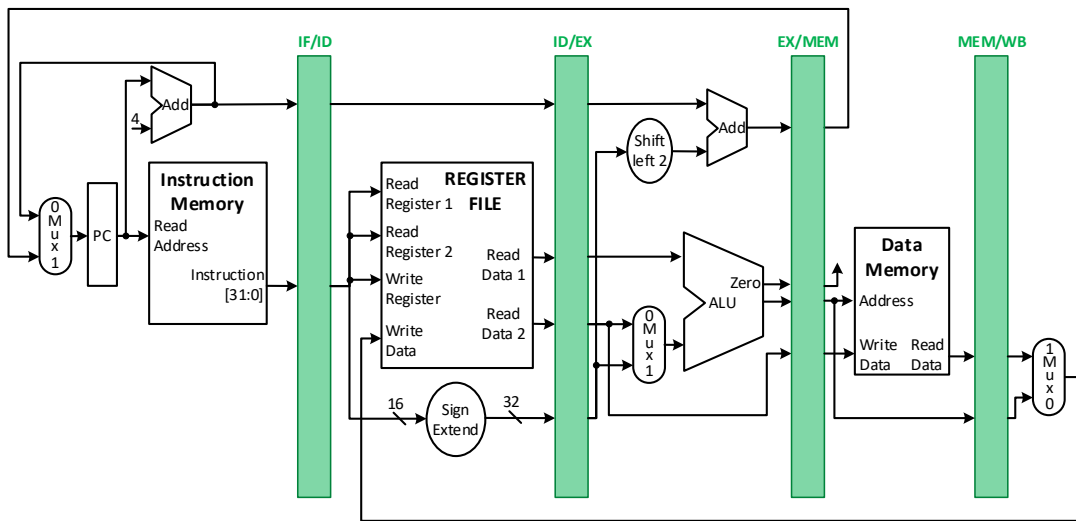 IF/ID
ID/EX
EX/MEM
MEM/WB
Add
4
Add
Shift
left 2
0
M
u
x
1
PC
Instruction
Memory
Read
Address
Instruction
[31:0]
REGISTER
FILE
Read
Register 1
Read
Register 2
Write
Register
Write
Data
Read
Data 1
Read
Data 2
16
Sign
Extend
32
0
M
u
x
1
Zero
ALU
Data
Memory
Address
Write
Data
Read
Data
1
M
u
x
0